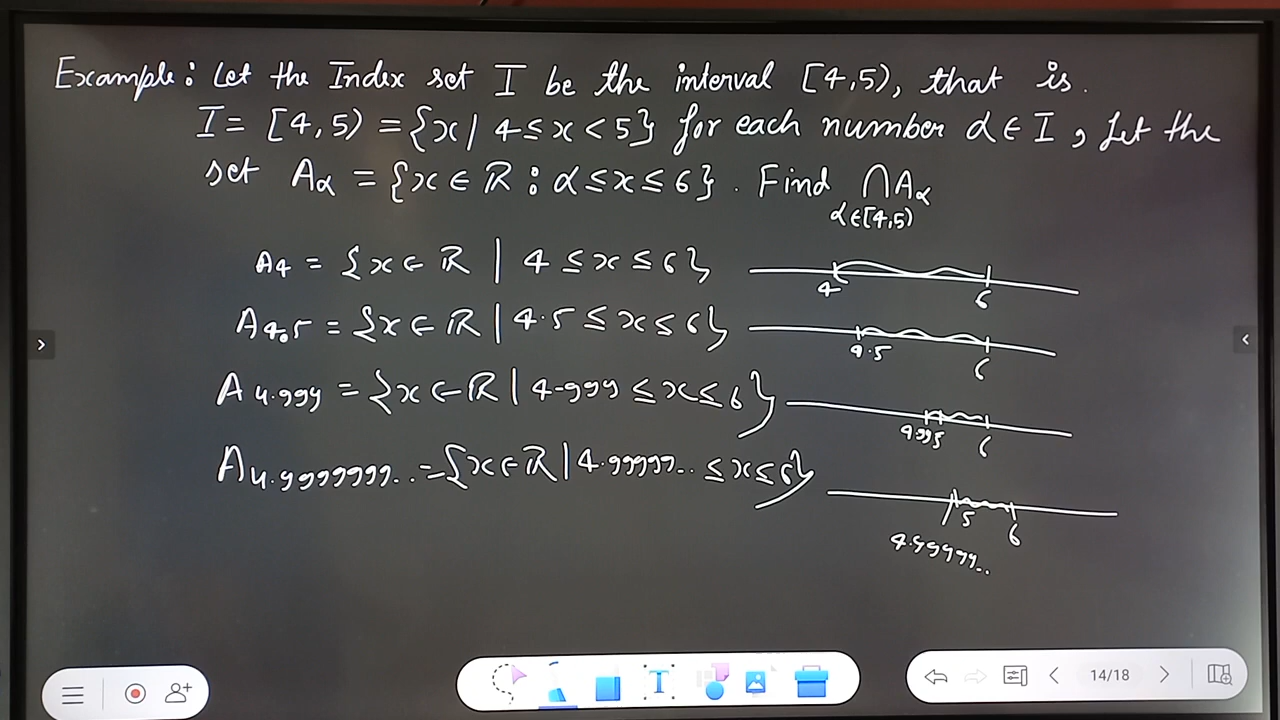 Example: Let the Index set I be the interval [4,5), that is.
I = [4,5) = {x | 4 ≤ x < 5} for each number α ∈ I, Let the
set Aα = {x ∈ ℝ : α ≤ x ≤ 6}. Find ∩Aα
α∈[4,5)
A4 = {x ∈ ℝ | 4 ≤ x ≤ 6}
4 6
A4.5 = {x ∈ ℝ | 4.5 ≤ x ≤ 6}
4.5 6
A4.999 = {x ∈ ℝ | 4.999 ≤ x ≤ 6}
4.99 5 6
A4.9999999.. = {x ∈ ℝ | 4.99999.. ≤ x ≤ 6}
5 6
4.99999..
T 14/18